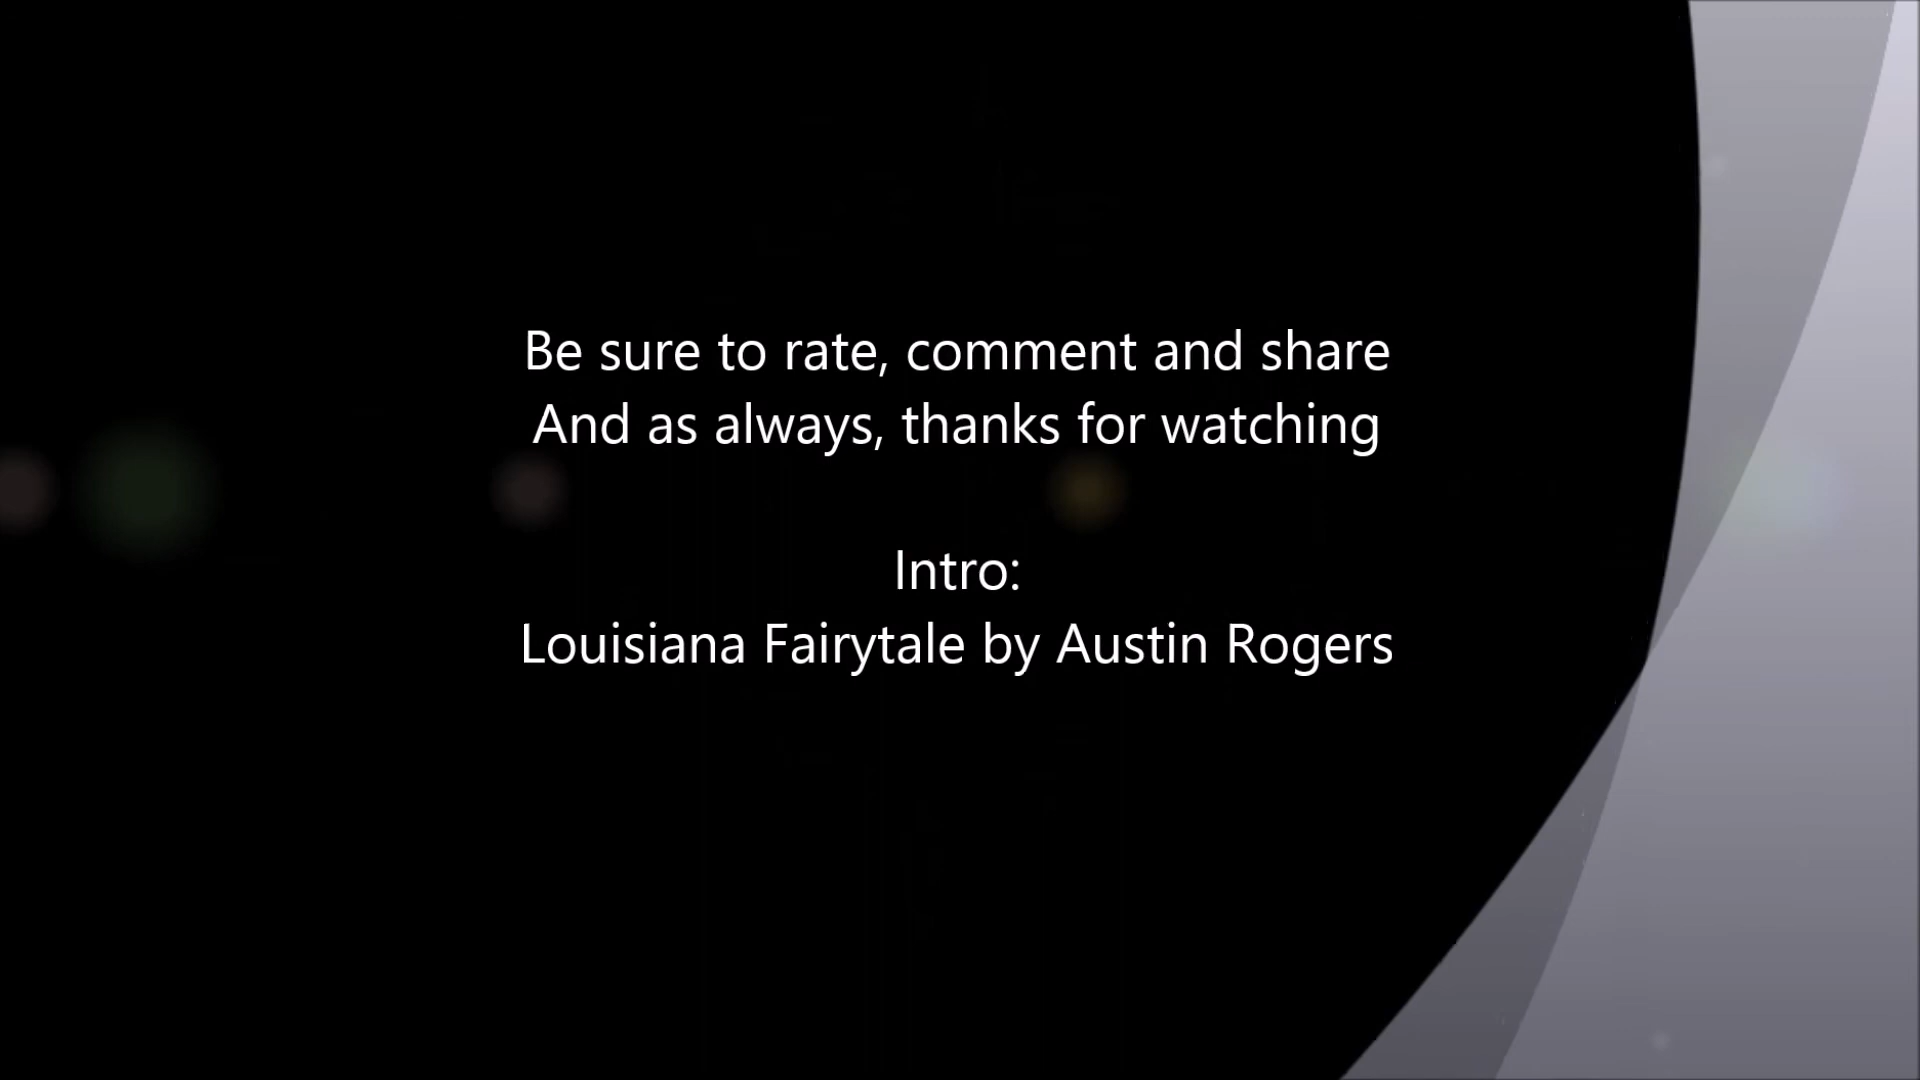 Be sure to rate, comment and share
And as always, thanks for watching
Intro:
Louisiana Fairytale by Austin Rogers